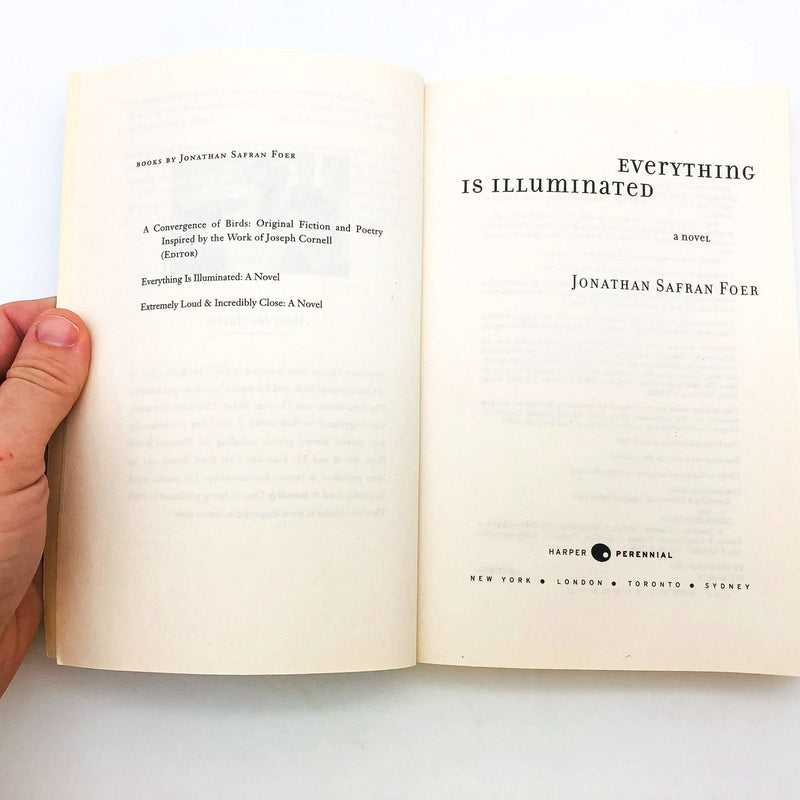 BOOKS BY JONATHAN SAFRAN FOER
A Convergence of Birds: Original Fiction and Poetry
Inspired by the Work of Joseph Cornell
(EDITOR)
Everything Is Illuminated: A Novel
Extremely Loud & Incredibly Close: A Novel
EVERYTHING
IS ILLUMINATED
a NOVEL
JONATHAN SAFRAN FOER
HARPER PERENNIAL
NEW YORK • LONDON • TORONTO • SYDNEY